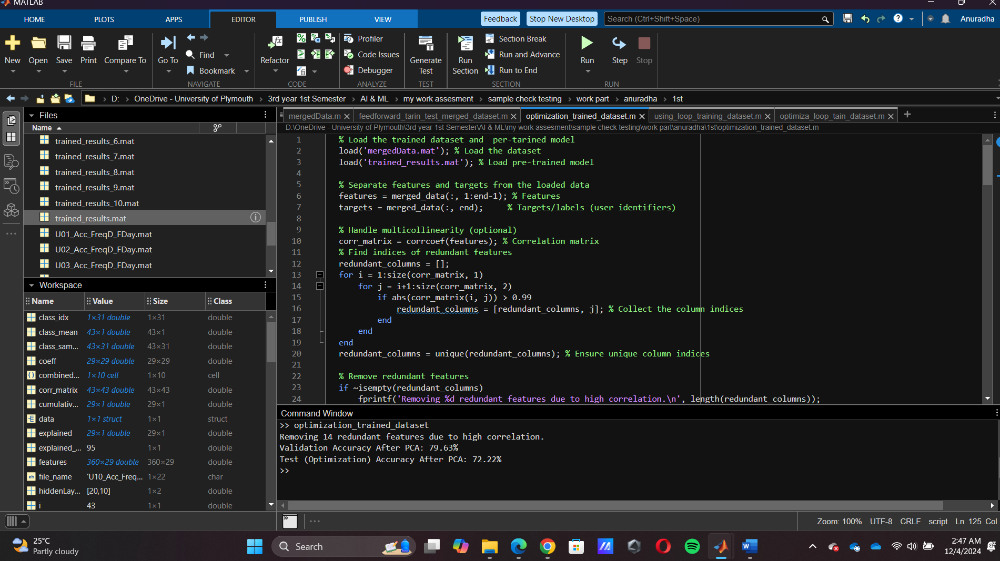 MATLAB
HOME PLOTS APPS EDITOR PUBLISH VIEW Feedback Stop New Desktop Search (Ctrl+Shift+Space) Anuradha
New Open Save Print Compare To Go To Find Bookmark Refactor Profiler Code Issues Debugger Generate Test Run Section Section Break Run and Advance Run to End Run Step Stop
FILE NAVIGATE CODE ANALYZE TEST SECTION RUN
D: › OneDrive - University of Plymouth › 3rd year 1st Semester › AI & ML › my work assesment › sample check testing › work part › anuradha › 1st
Files
Name
trained_results_6.mat
trained_results_7.mat
trained_results_8.mat
trained_results_9.mat
trained_results_10.mat
trained_results.mat
U01_Acc_FreqD_FDay.mat
U02_Acc_FreqD_FDay.mat
U03_Acc_FreqD_FDay.mat
Workspace
Name Value Size Class
class_idx 1×31 double 1×31 double
class_mean 43×1 double 43×1 double
class_sam... 43×31 double 43×31 double
coeff 29×29 double 29×29 double
combined... 1×10 cell 1×10 cell
corr_matrix 43×43 double 43×43 double
cumulativ... 29×1 double 29×1 double
data 1×1 struct 1×1 struct
explained 29×1 double 29×1 double
explained_... 95 1×1 double
features 360×29 double 360×29 double
file_name 'U10_Acc_Freq... 1×22 char
hiddenLay... [20,10] 1×2 double
i 43 1×1 double
mergedData.m feedforward_tarin_test_merged_dataset.m optimization_trained_dataset.m using_loop_training_dataset.m optimiza_loop_tain_dataset.m
D:\OneDrive - University of Plymouth\3rd year 1st Semester\AI & ML\my work assesment\sample check testing\work part\anuradha\1st\optimization_trained_dataset.m
1 % Load the trained dataset and  per-tarined model
2 load('mergedData.mat'); % Load the dataset
3 load('trained_results.mat'); % Load pre-trained model
4
5 % Separate features and targets from the loaded data
6 features = merged_data(:, 1:end-1); % Features
7 targets = merged_data(:, end);     % Targets/labels (user identifiers)
8
9 % Handle multicollinearity (optional)
10 corr_matrix = corrcoef(features); % Correlation matrix
11 % Find indices of redundant features
12 redundant_columns = [];
13 for i = 1:size(corr_matrix, 1)
14 for j = i+1:size(corr_matrix, 2)
15 if abs(corr_matrix(i, j)) > 0.99
16 redundant_columns = [redundant_columns, j]; % Collect the column indices
17 end
18 end
19 end
20 redundant_columns = unique(redundant_columns); % Ensure unique column indices
21
22 % Remove redundant features
23 if ~isempty(redundant_columns)
24 fprintf('Removing %d redundant features due to high correlation.\n', length(redundant_columns));
Command Window
>> optimization_trained_dataset
Removing 14 redundant features due to high correlation.
Validation Accuracy After PCA: 79.63%
Test (Optimization) Accuracy After PCA: 72.22%
>>
Zoom: 100% UTF-8 CRLF script Ln 125 Col
25°C
Partly cloudy
Search
2:47 AM
12/4/2024